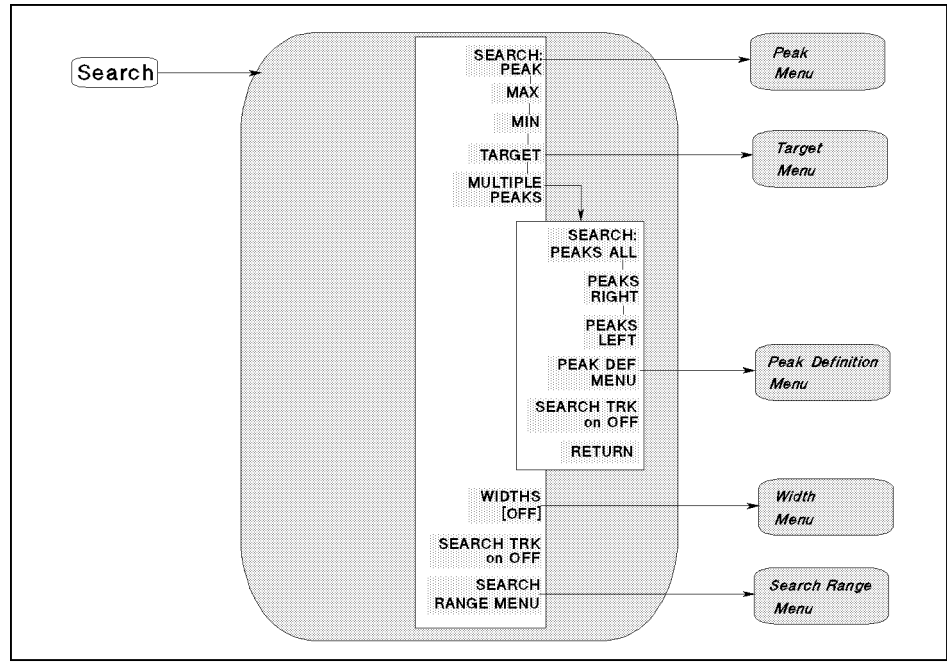 Search
SEARCH:
PEAK
MAX
MIN
TARGET
MULTIPLE
PEAKS
SEARCH:
PEAKS ALL
PEAKS
RIGHT
PEAKS
LEFT
PEAK DEF
MENU
SEARCH TRK
on OFF
RETURN
WIDTHS
[OFF]
SEARCH TRK
on OFF
SEARCH
RANGE MENU
Peak
Menu
Target
Menu
Peak Definition
Menu
Width
Menu
Search Range
Menu